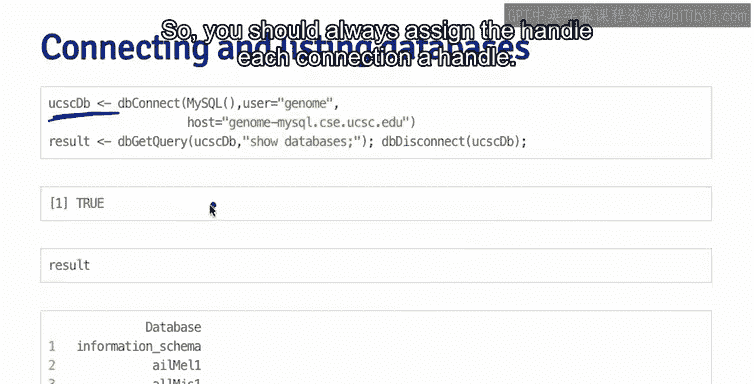 So, you should always assign the handle
each connection a handle.
Connecting and listing databases
ucscDb <- dbConnect(MySQL(),user="genome",
host="genome-mysql.cse.ucsc.edu")
result <- dbGetQuery(ucscDb,"show databases;"); dbDisconnect(ucscDb);
[1] TRUE
result
Database
1 information_schema
2 ailMel1
3 allMis1